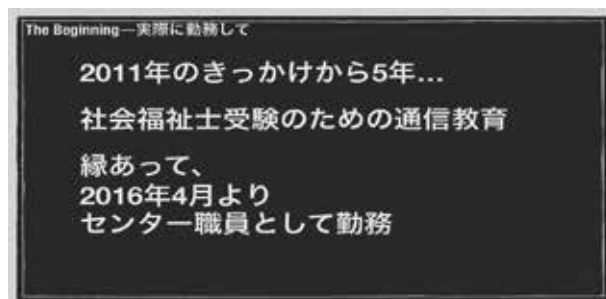 The Beginning—実際に勤務して
2011年のきっかけから5年...
社会福祉士受験のための通信教育
縁あって、
2016年4月より
センター職員として勤務